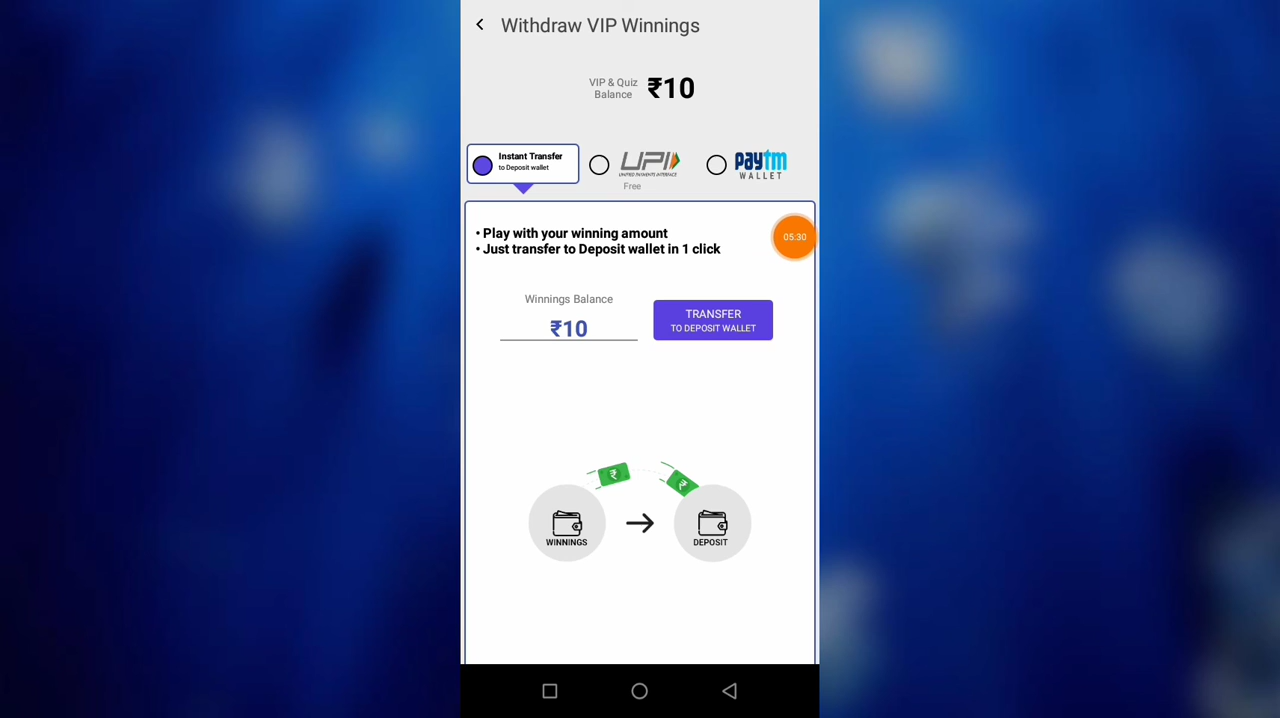 Withdraw VIP Winnings
VIP & Quiz
Balance
₹10
Instant Transfer
to Deposit wallet
UPI
UNIFIED PAYMENTS INTERFACE
Free
paytm
WALLET
• Play with your winning amount
• Just transfer to Deposit wallet in 1 click
05:30
Winnings Balance
₹10
TRANSFER
TO DEPOSIT WALLET
₹
₹
WINNINGS
DEPOSIT